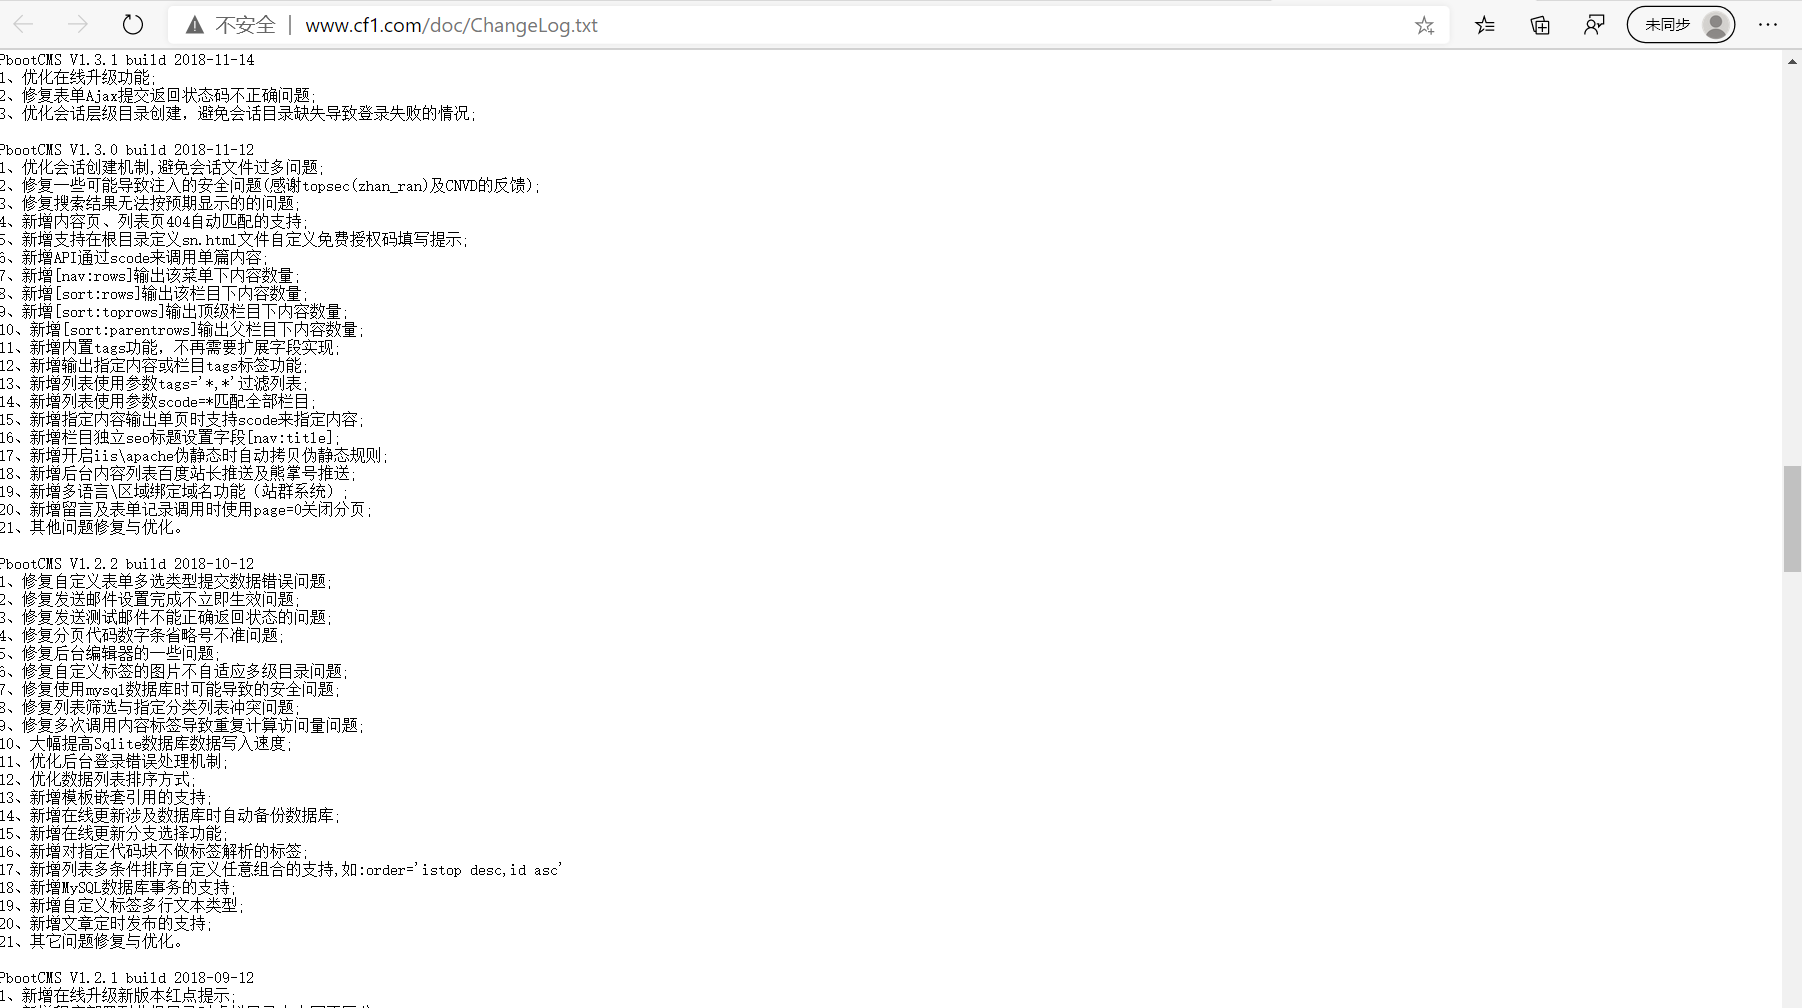 不安全 www.cf1.com/doc/ChangeLog.txt 未同步
PbootCMS V1.3.1 build 2018-11-14
1、优化在线升级功能;
2、修复表单Ajax提交返回状态码不正确问题;
3、优化会话层级目录创建，避免会话目录缺失导致登录失败的情况;
PbootCMS V1.3.0 build 2018-11-12
1、优化会话创建机制,避免会话文件过多问题;
2、修复一些可能导致注入的安全问题(感谢topsec(zhan_ran)及CNVD的反馈);
3、修复搜索结果无法按预期显示的的问题;
4、新增内容页、列表页404自动匹配的支持;
5、新增支持在根目录定义sn.html文件自定义免费授权码填写提示;
6、新增API通过scode来调用单篇内容;
7、新增[nav:rows]输出该菜单下内容数量;
8、新增[sort:rows]输出该栏目下内容数量;
9、新增[sort:toprows]输出顶级栏目下内容数量;
10、新增[sort:parentrows]输出父栏目下内容数量;
11、新增内置tags功能，不再需要扩展字段实现;
12、新增输出指定内容或栏目tags标签功能;
13、新增列表使用参数tags='*,*'过滤列表;
14、新增列表使用参数scode=*匹配全部栏目;
15、新增指定内容输出单页时支持scode来指定内容;
16、新增栏目独立seo标题设置字段[nav:title];
17、新增开启iis\apache伪静态时自动拷贝伪静态规则;
18、新增后台内容列表百度站长推送及熊掌号推送;
19、新增多语言\区域绑定域名功能（站群系统）;
20、新增留言及表单记录调用时使用page=0关闭分页;
21、其他问题修复与优化。
PbootCMS V1.2.2 build 2018-10-12
1、修复自定义表单多选类型提交数据错误问题;
2、修复发送邮件设置完成不立即生效问题;
3、修复发送测试邮件不能正确返回状态的问题;
4、修复分页代码数字条省略号不准问题;
5、修复后台编辑器的一些问题;
6、修复自定义标签的图片不自适应多级目录问题;
7、修复使用mysql数据库时可能导致的安全问题;
8、修复列表筛选与指定分类列表冲突问题;
9、修复多次调用内容标签导致重复计算访问量问题;
10、大幅提高Sqlite数据库数据写入速度;
11、优化后台登录错误处理机制;
12、优化数据列表排序方式;
13、新增模板嵌套引用的支持;
14、新增在线更新涉及数据库时自动备份数据库;
15、新增在线更新分支选择功能;
16、新增对指定代码块不做标签解析的标签;
17、新增列表多条件排序自定义任意组合的支持,如:order='istop desc,id asc'
18、新增MySQL数据库事务的支持;
19、新增自定义标签多行文本类型;
20、新增文章定时发布的支持;
21、其它问题修复与优化。
PbootCMS V1.2.1 build 2018-09-12
1、新增在线升级新版本红点提示;